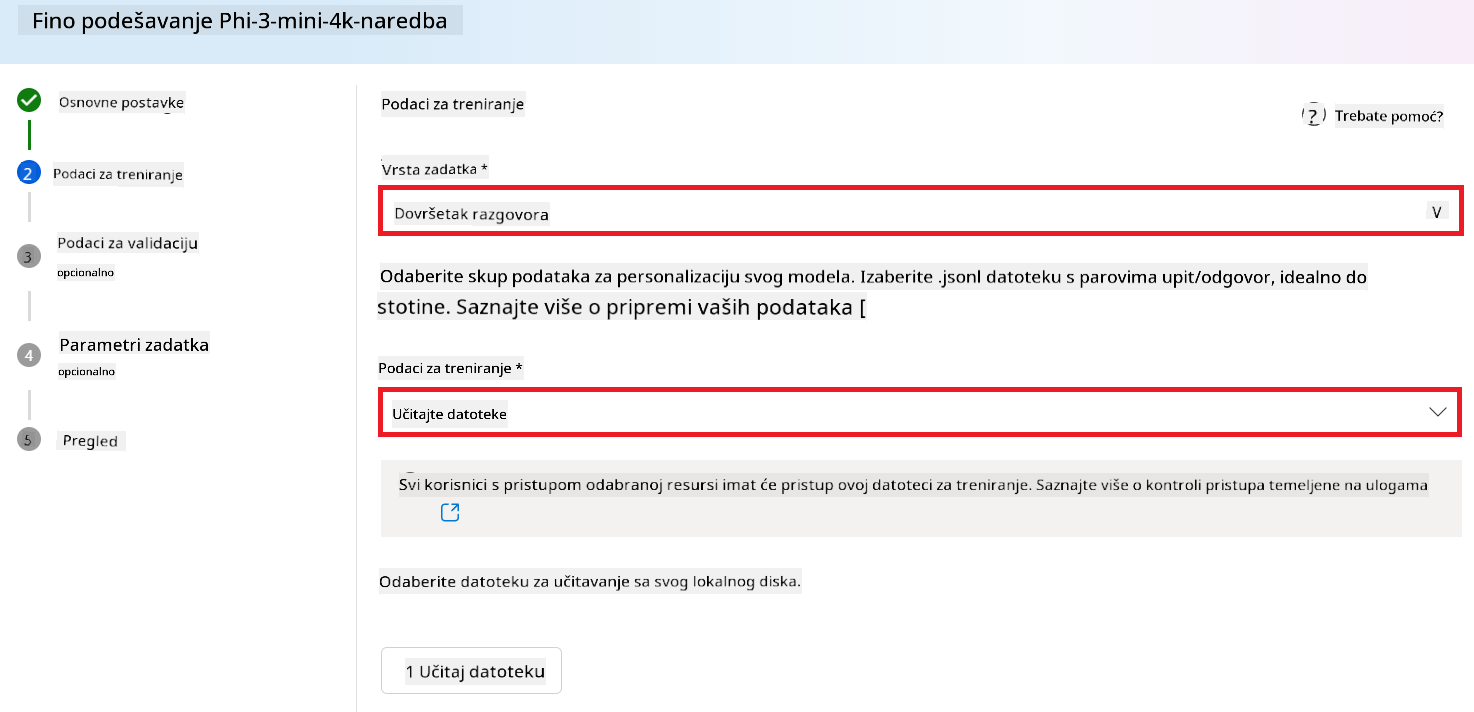 Fino podešavanje Phi-3-mini-4k-naredba
Osnovne postavke
2 Podaci za treniranje
3 Podaci za validaciju
opcionalno
4 Parametri zadatka
opcionalno
5 Pregled
Podaci za treniranje
? Trebate pomoć?
Vrsta zadatka *
Dovršetak razgovora V
Odaberite skup podataka za personalizaciju svog modela. Izaberite .jsonl datoteku s parovima upit/odgovor, idealno do
stotine. Saznajte više o pripremi vaših podataka [
Podaci za treniranje *
Učitajte datoteke
Svi korisnici s pristupom odabranoj resursi imat će pristup ovoj datoteci za treniranje. Saznajte više o kontroli pristupa temeljene na ulogama
Odaberite datoteku za učitavanje sa svog lokalnog diska.
1 Učitaj datoteku